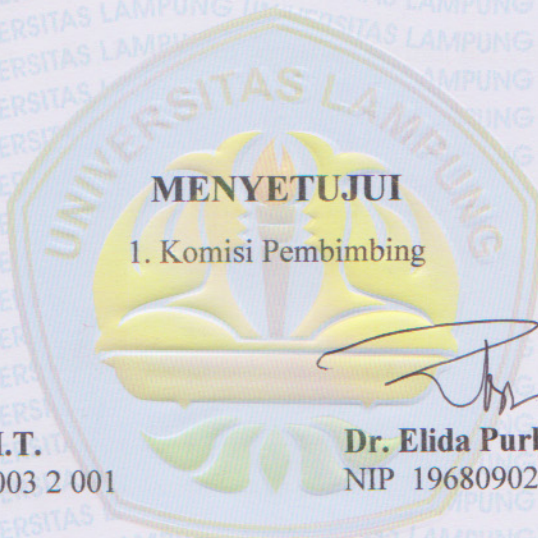 UNIVERSITAS LAMPUNG
MENYETUJUI
1. Komisi Pembimbing
Dr. Elida Purb
NIP 19680902
003 2 001